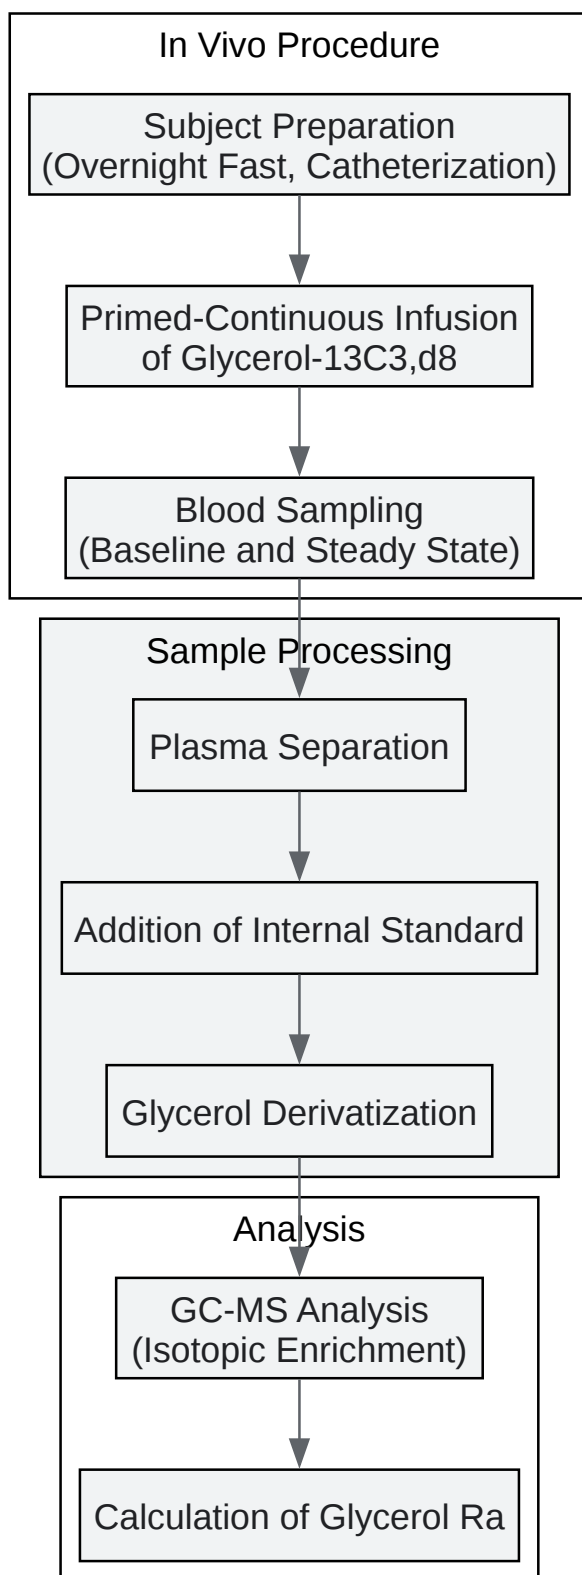 In Vivo Procedure
Subject Preparation
(Overnight Fast, Catheterization)
Primed-Continuous Infusion
of Glycerol-13C3,d8
Blood Sampling
(Baseline and Steady State)
Sample Processing
Plasma Separation
Addition of Internal Standard
Glycerol Derivatization
Analysis
GC-MS Analysis
(Isotopic Enrichment)
Calculation of Glycerol Ra